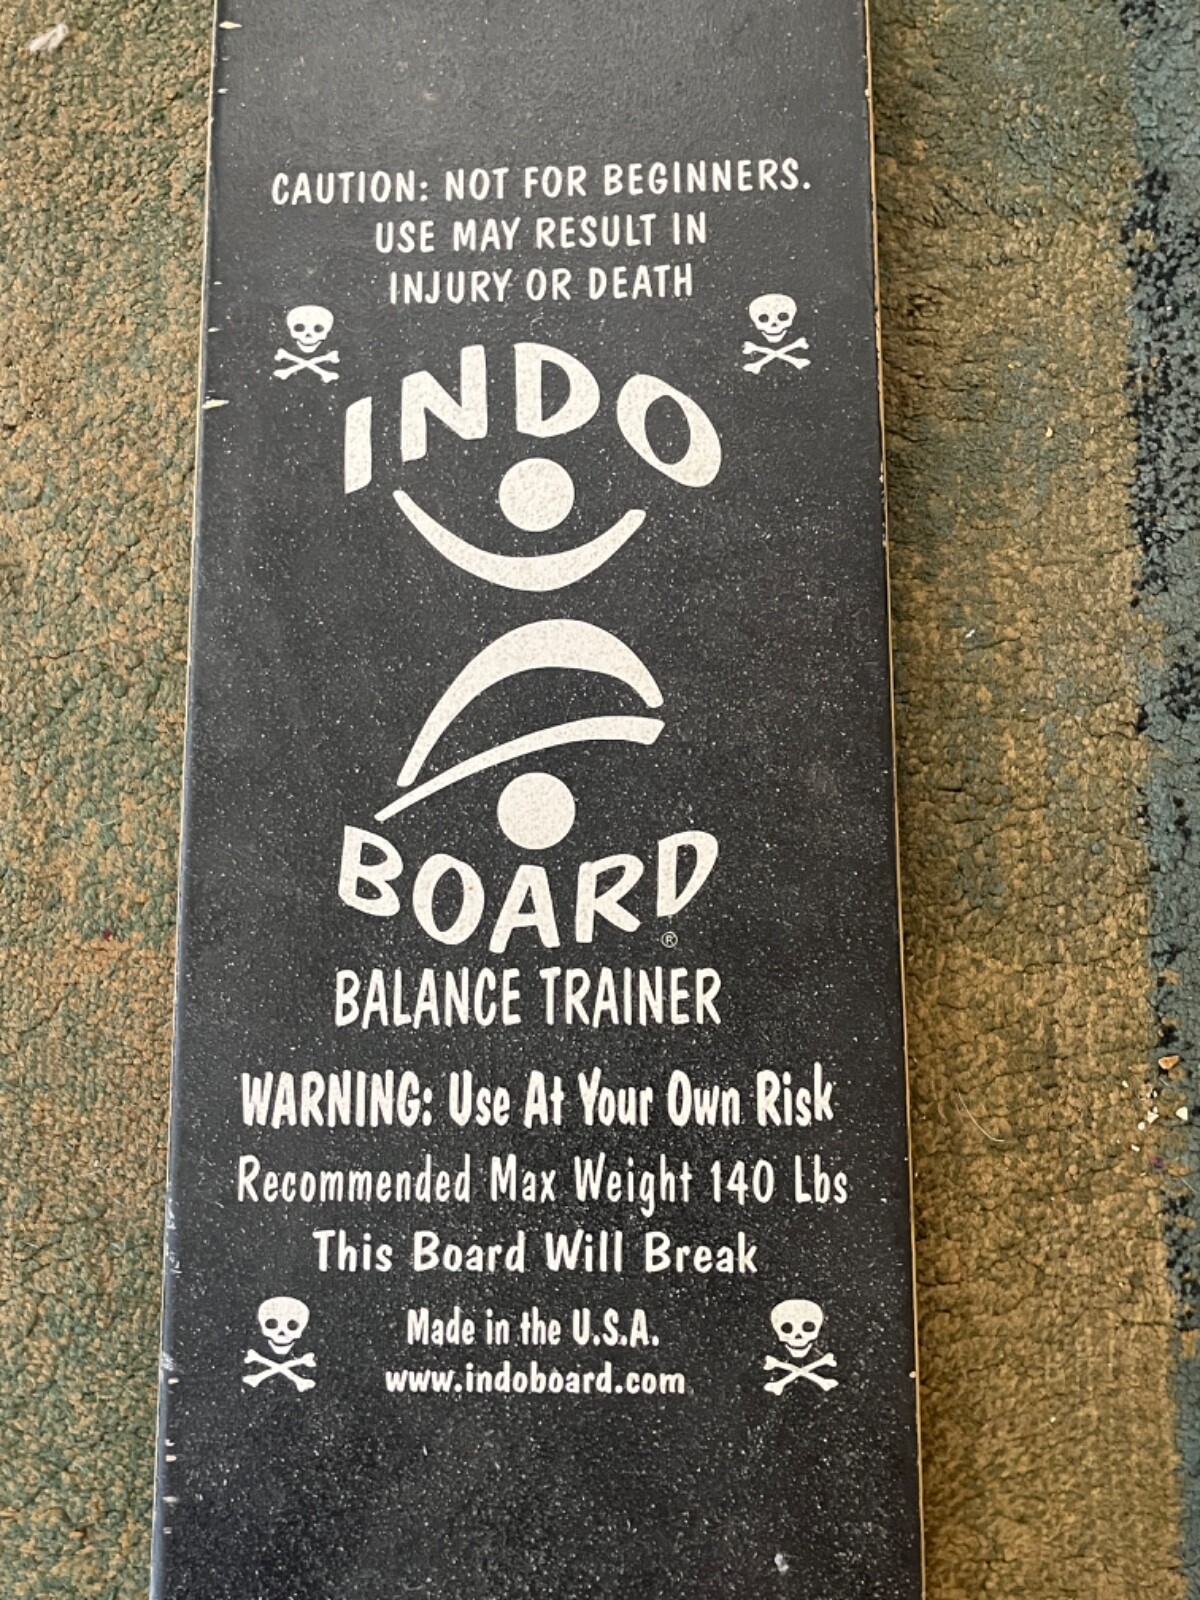 CAUTION: NOT FOR BEGINNERS.
USE MAY RESULT IN
INJURY OR DEATH
INDO
BOARD®
BALANCE TRAINER
WARNING: Use At Your Own Risk
Recommended Max Weight 140 Lbs
This Board Will Break
Made in the U.S.A.
www.indoboard.com